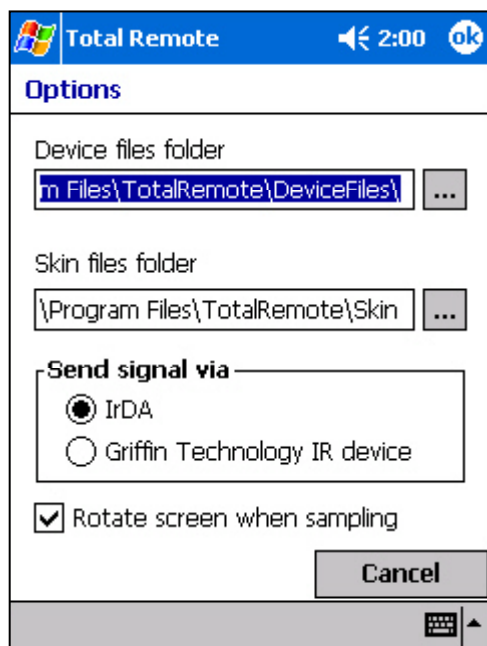 Total Remote 2:00 ok
Options
Device files folder
m Files\TotalRemote\DeviceFiles\ ...
Skin files folder
\Program Files\TotalRemote\Skin ...
Send signal via
IrDA
Griffin Technology IR device
Rotate screen when sampling
Cancel